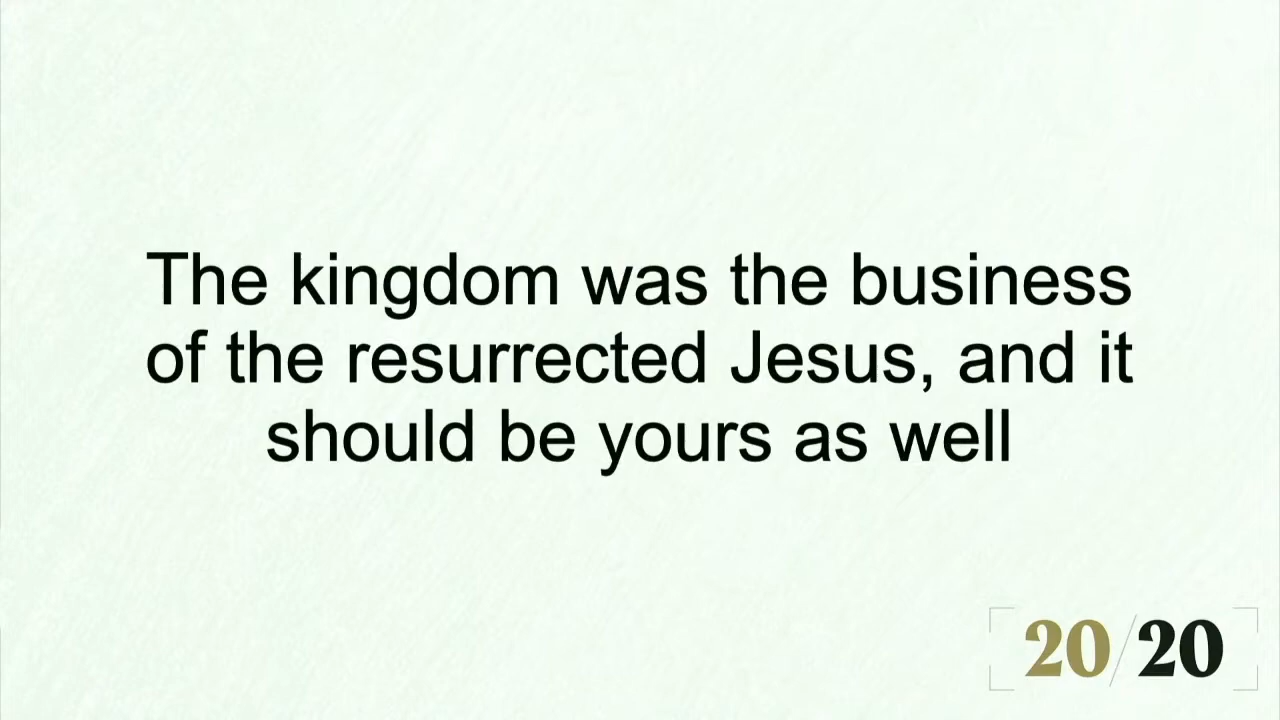 The kingdom was the business
of the resurrected Jesus, and it
should be yours as well
20/20